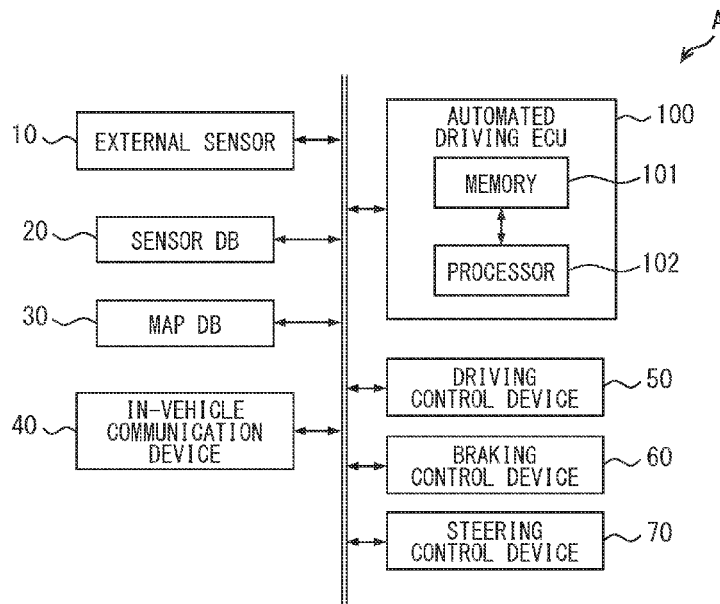 A
10
EXTERNAL SENSOR
20
SENSOR DB
30
MAP DB
40
IN-VEHICLE
COMMUNICATION
DEVICE
AUTOMATED
DRIVING ECU
100
MEMORY
101
PROCESSOR
102
DRIVING
CONTROL DEVICE
50
BRAKING
CONTROL DEVICE
60
STEERING
CONTROL DEVICE
70